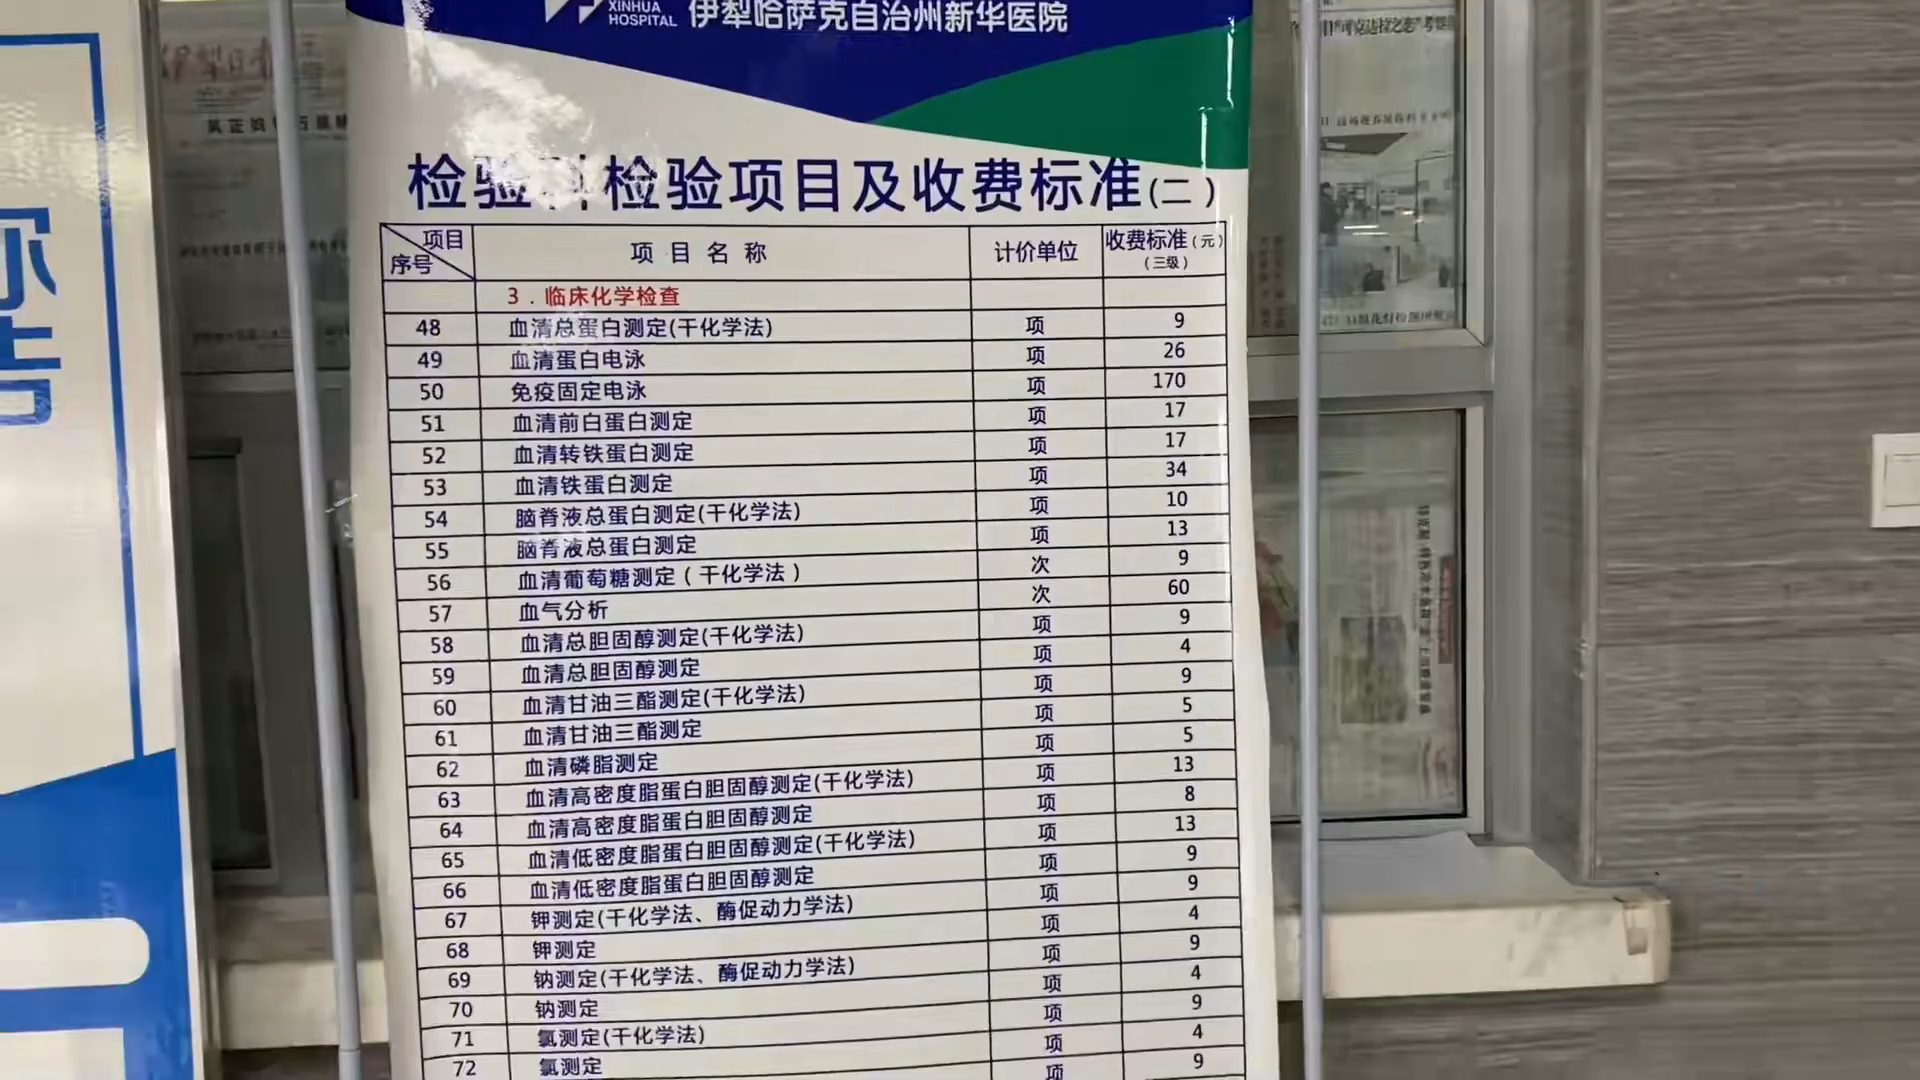 XINHUA
HOSPITAL
伊犁哈萨克自治州新华医院
检验科检验项目及收费标准(二)
项目 序号 项目名称 计价单位 收费标准(元)
(三级)
3.临床化学检查
48 血清总蛋白测定(干化学法) 项 9
49 血清蛋白电泳 项 26
50 免疫固定电泳 项 170
51 血清前白蛋白测定 项 17
52 血清转铁蛋白测定 项 17
53 血清铁蛋白测定 项 34
54 脑脊液总蛋白测定(干化学法) 项 10
55 脑脊液总蛋白测定 项 13
56 血清葡萄糖测定(干化学法) 次 9
57 血气分析 次 60
58 血清总胆固醇测定(干化学法) 项 9
59 血清总胆固醇测定 项 4
60 血清甘油三酯测定(干化学法) 项 9
61 血清甘油三酯测定 项 5
62 血清磷脂测定 项 5
63 血清高密度脂蛋白胆固醇测定(干化学法) 项 13
64 血清高密度脂蛋白胆固醇测定 项 8
65 血清低密度脂蛋白胆固醇测定(干化学法) 项 13
66 血清低密度脂蛋白胆固醇测定 项 9
67 钾测定(干化学法、酶促动力学法) 项 9
68 钾测定 项 4
69 钠测定(干化学法、酶促动力学法) 项 9
70 钠测定 项 4
71 氯测定(干化学法) 项 9
72 氯测定 项 4
项 9
伊犁日报